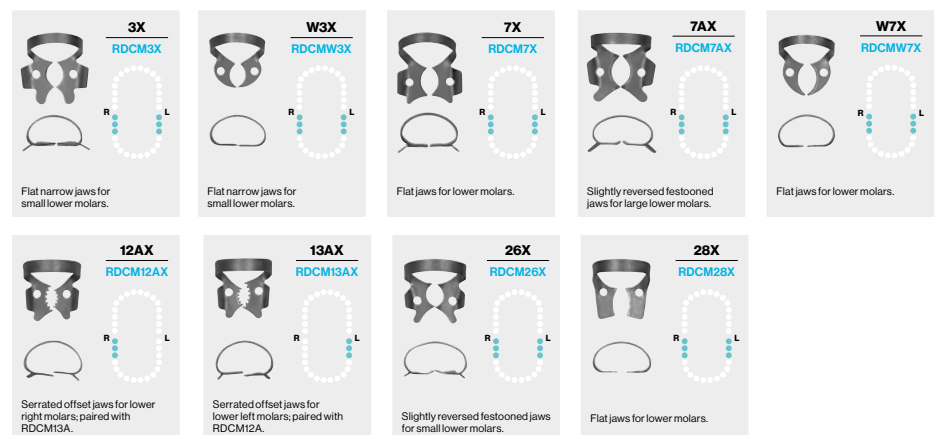 3X
RDCM3X
R L
Flat narrow jaws for
small lower molars.
W3X
RDCMW3X
R L
Flat narrow jaws for
small lower molars.
7X
RDCM7X
R L
Flat jaws for lower molars.
7AX
RDCM7AX
R L
Slightly reversed festooned
jaws for large lower molars.
W7X
RDCMW7X
R L
Flat jaws for lower molars.
12AX
RDCM12AX
R L
Serrated offset jaws for lower
right molars; paired with
RDCM13A.
13AX
RDCM13AX
R L
Serrated offset jaws for
lower left molars; paired with
RDCM12A.
26X
RDCM26X
R L
Slightly reversed festooned jaws
for small lower molars.
28X
RDCM28X
R L
Flat jaws for lower molars.